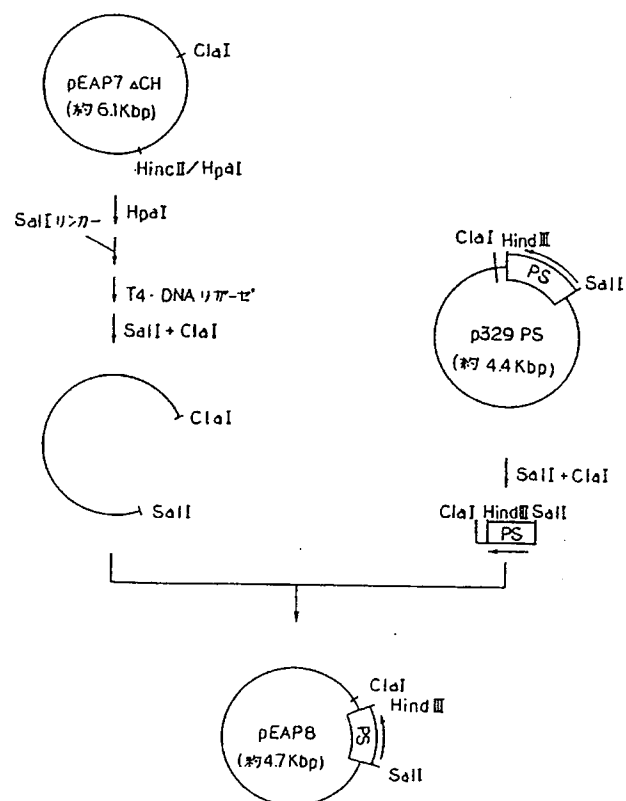 ClaI
pEAP7 △CH
(約6.1Kbp)
HincII/HpaI
HpaI
SalIリンカー
T4・DNAリガーゼ
SalI + ClaI
ClaI
SalI
ClaI HindⅢ
PS
SalI
p329 PS
(約4.4Kbp)
SalI + ClaI
ClaI HindⅢ SalI
PS
ClaI
HindⅢ
pEAP8
(約4.7Kbp)
PS
SalI